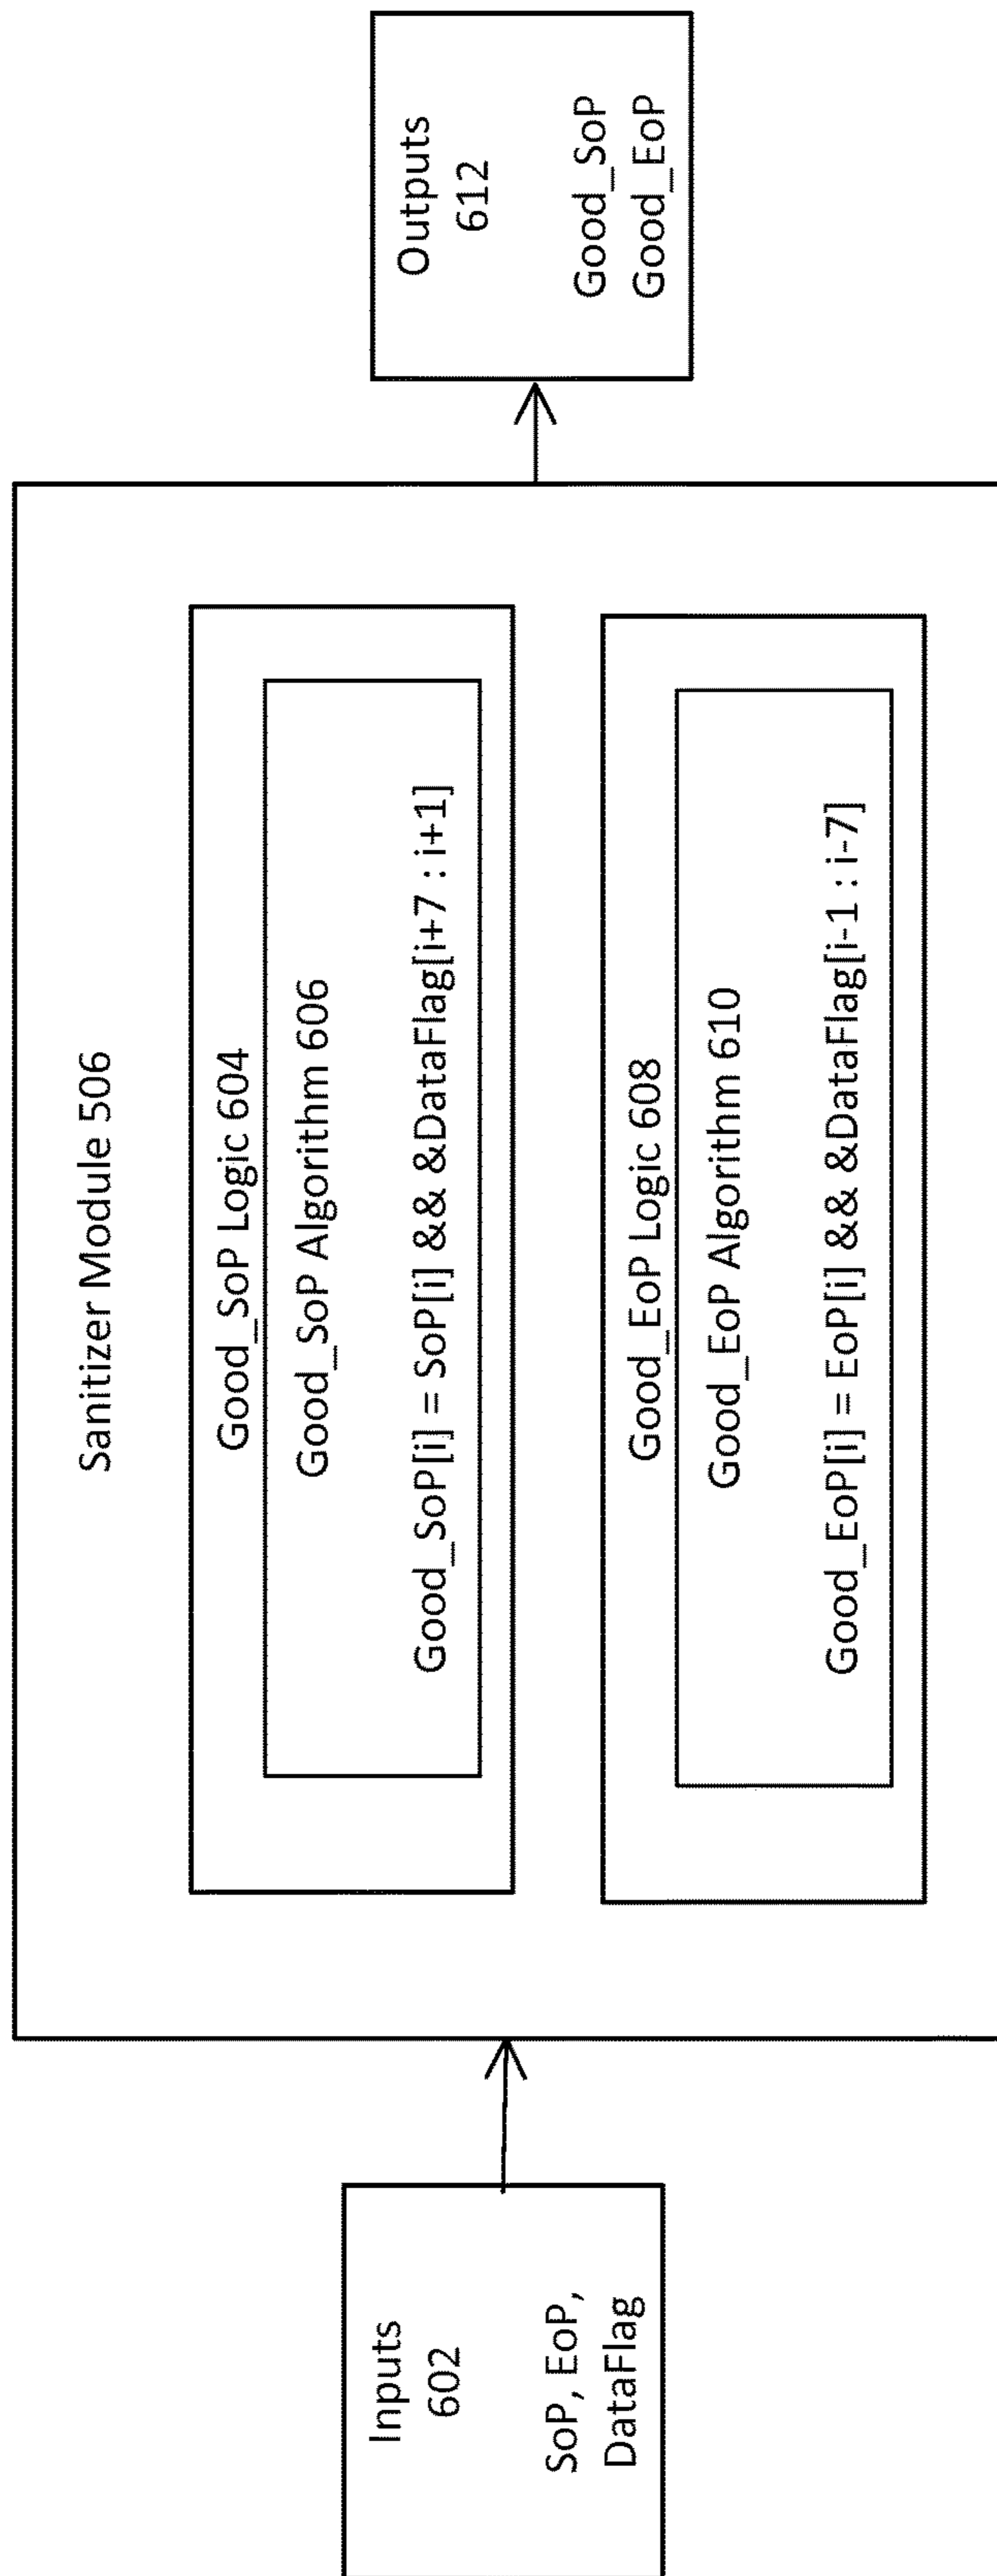 Inputs
602
SoP, EoP,
DataFlag
Sanitizer Module 506
Good_SoP Logic 604
Good_SoP Algorithm 606
Good_SoP[i] = SoP[i] && &DataFlag[i+7 : i+1]
Good_EoP Logic 608
Good_EoP Algorithm 610
Good_EoP[i] = EoP[i] && &DataFlag[i-1 : i-7]
Outputs
612
Good_SoP
Good_EoP